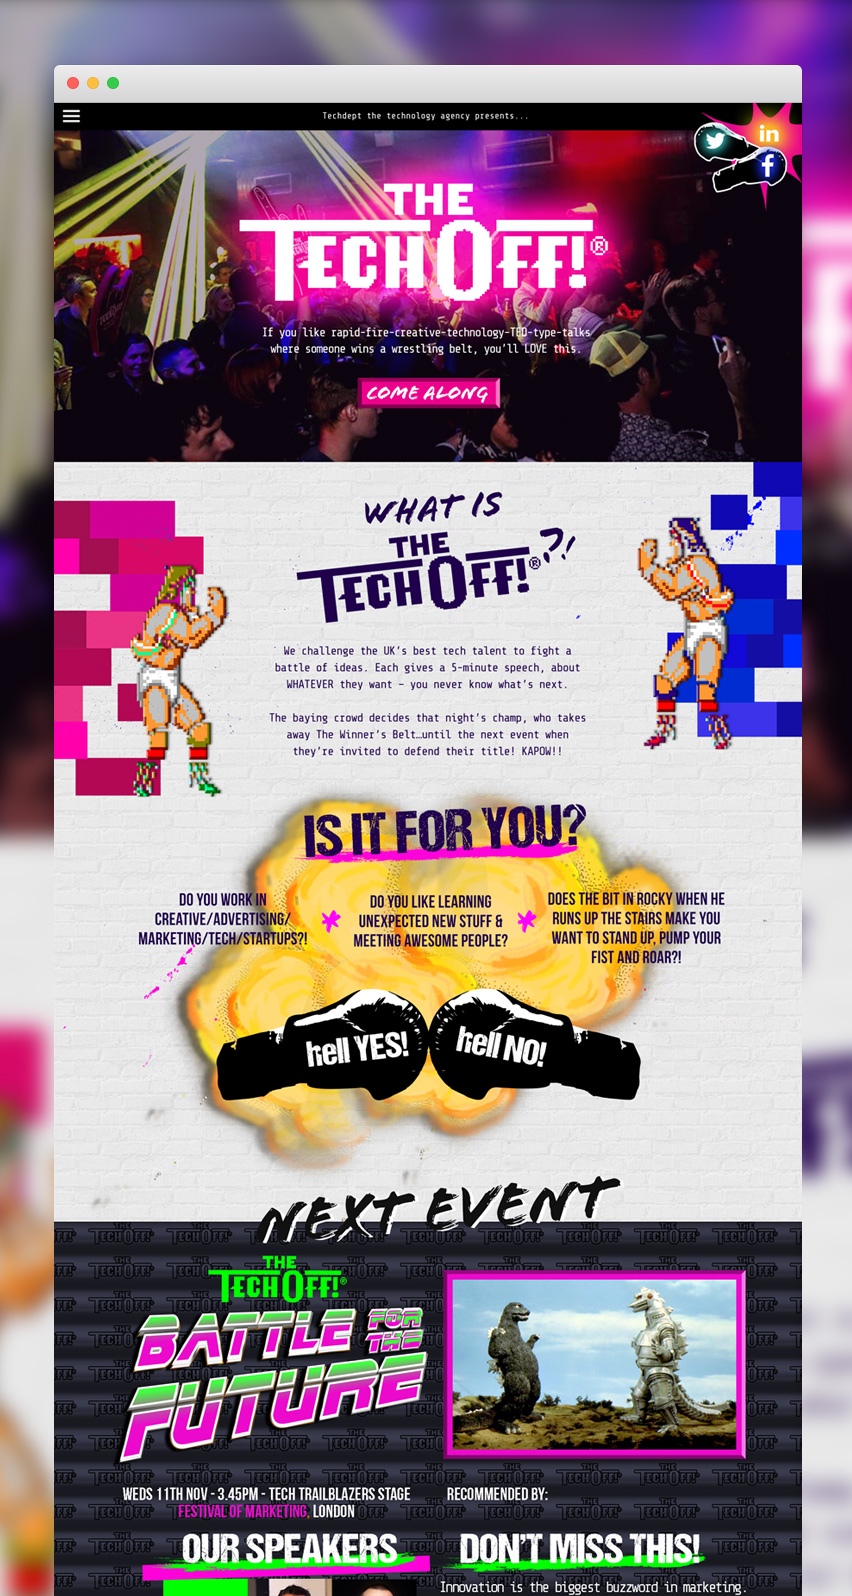 Techdept the technology agency presents...
THE
TECHOFF!®
If you like rapid-fire-creative-technology-TED-type-talks
where someone wins a wrestling belt, you'll LOVE this.
COME ALONG
WHAT IS
THE
TECHOFF!®?!
We challenge the UK's best tech talent to fight a
battle of ideas. Each gives a 5-minute speech, about
WHATEVER they want – you never know what's next.
The baying crowd decides that night's champ, who takes
away The Winner's Belt…until the next event when
they're invited to defend their title! KAPOW!!
IS IT FOR YOU?
DO YOU WORK IN
CREATIVE/ADVERTISING/
MARKETING/TECH/STARTUPS?!
DO YOU LIKE LEARNING
UNEXPECTED NEW STUFF &
MEETING AWESOME PEOPLE?
DOES THE BIT IN ROCKY WHEN HE
RUNS UP THE STAIRS MAKE YOU
WANT TO STAND UP, PUMP YOUR
FIST AND ROAR?!
hell YES!
hell NO!
NEXT EVENT
THE
TECHOFF!®
BATTLE FOR THE
FUTURE
WEDS 11TH NOV - 3.45PM - TECH TRAILBLAZERS STAGE
FESTIVAL OF MARKETING, LONDON
RECOMMENDED BY:
OUR SPEAKERS
DON'T MISS THIS!
Innovation is the biggest buzzword in marketing.